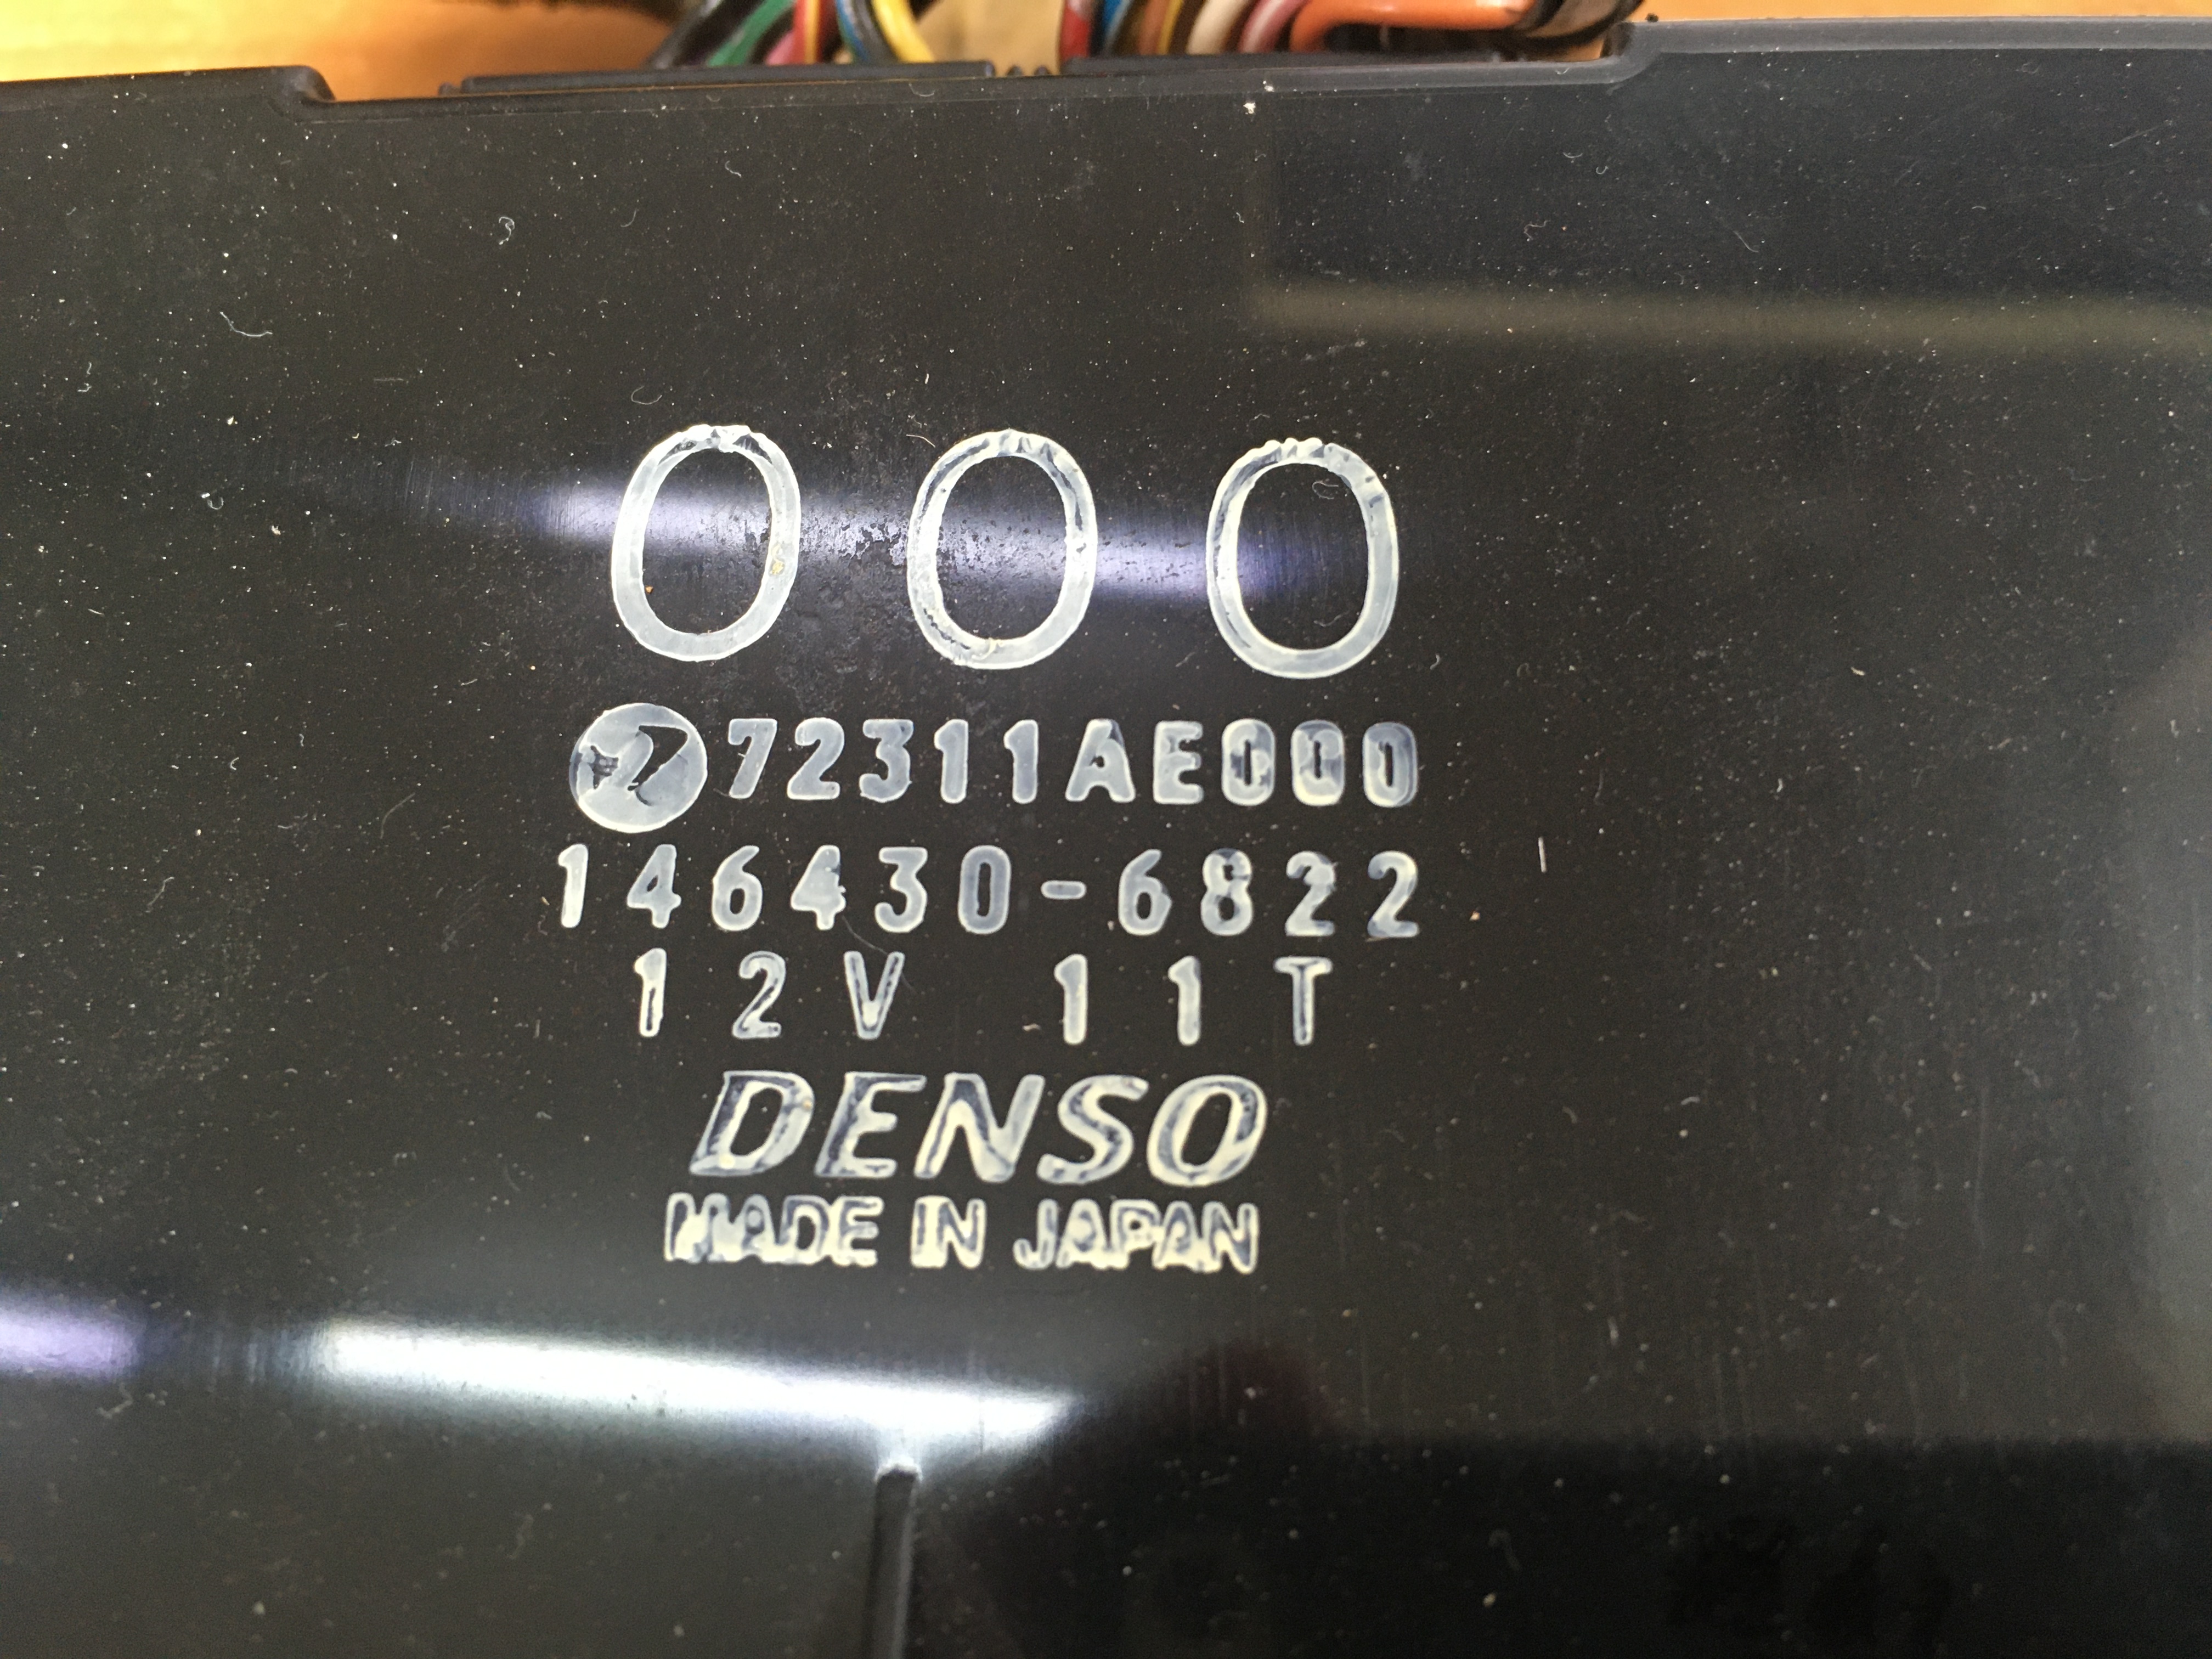 000
72311AE000
146430-6822
12V 11T
DENSO
MADE IN JAPAN